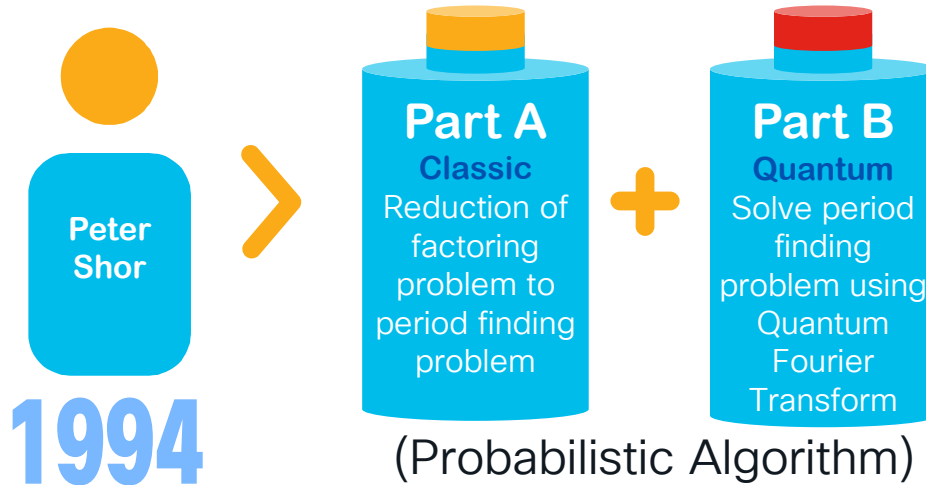 Peter
Shor
1994
Part A
Classic
Reduction of
factoring
problem to
period finding
problem
Part B
Quantum
Solve period
finding
problem using
Quantum
Fourier
Transform
(Probabilistic Algorithm)